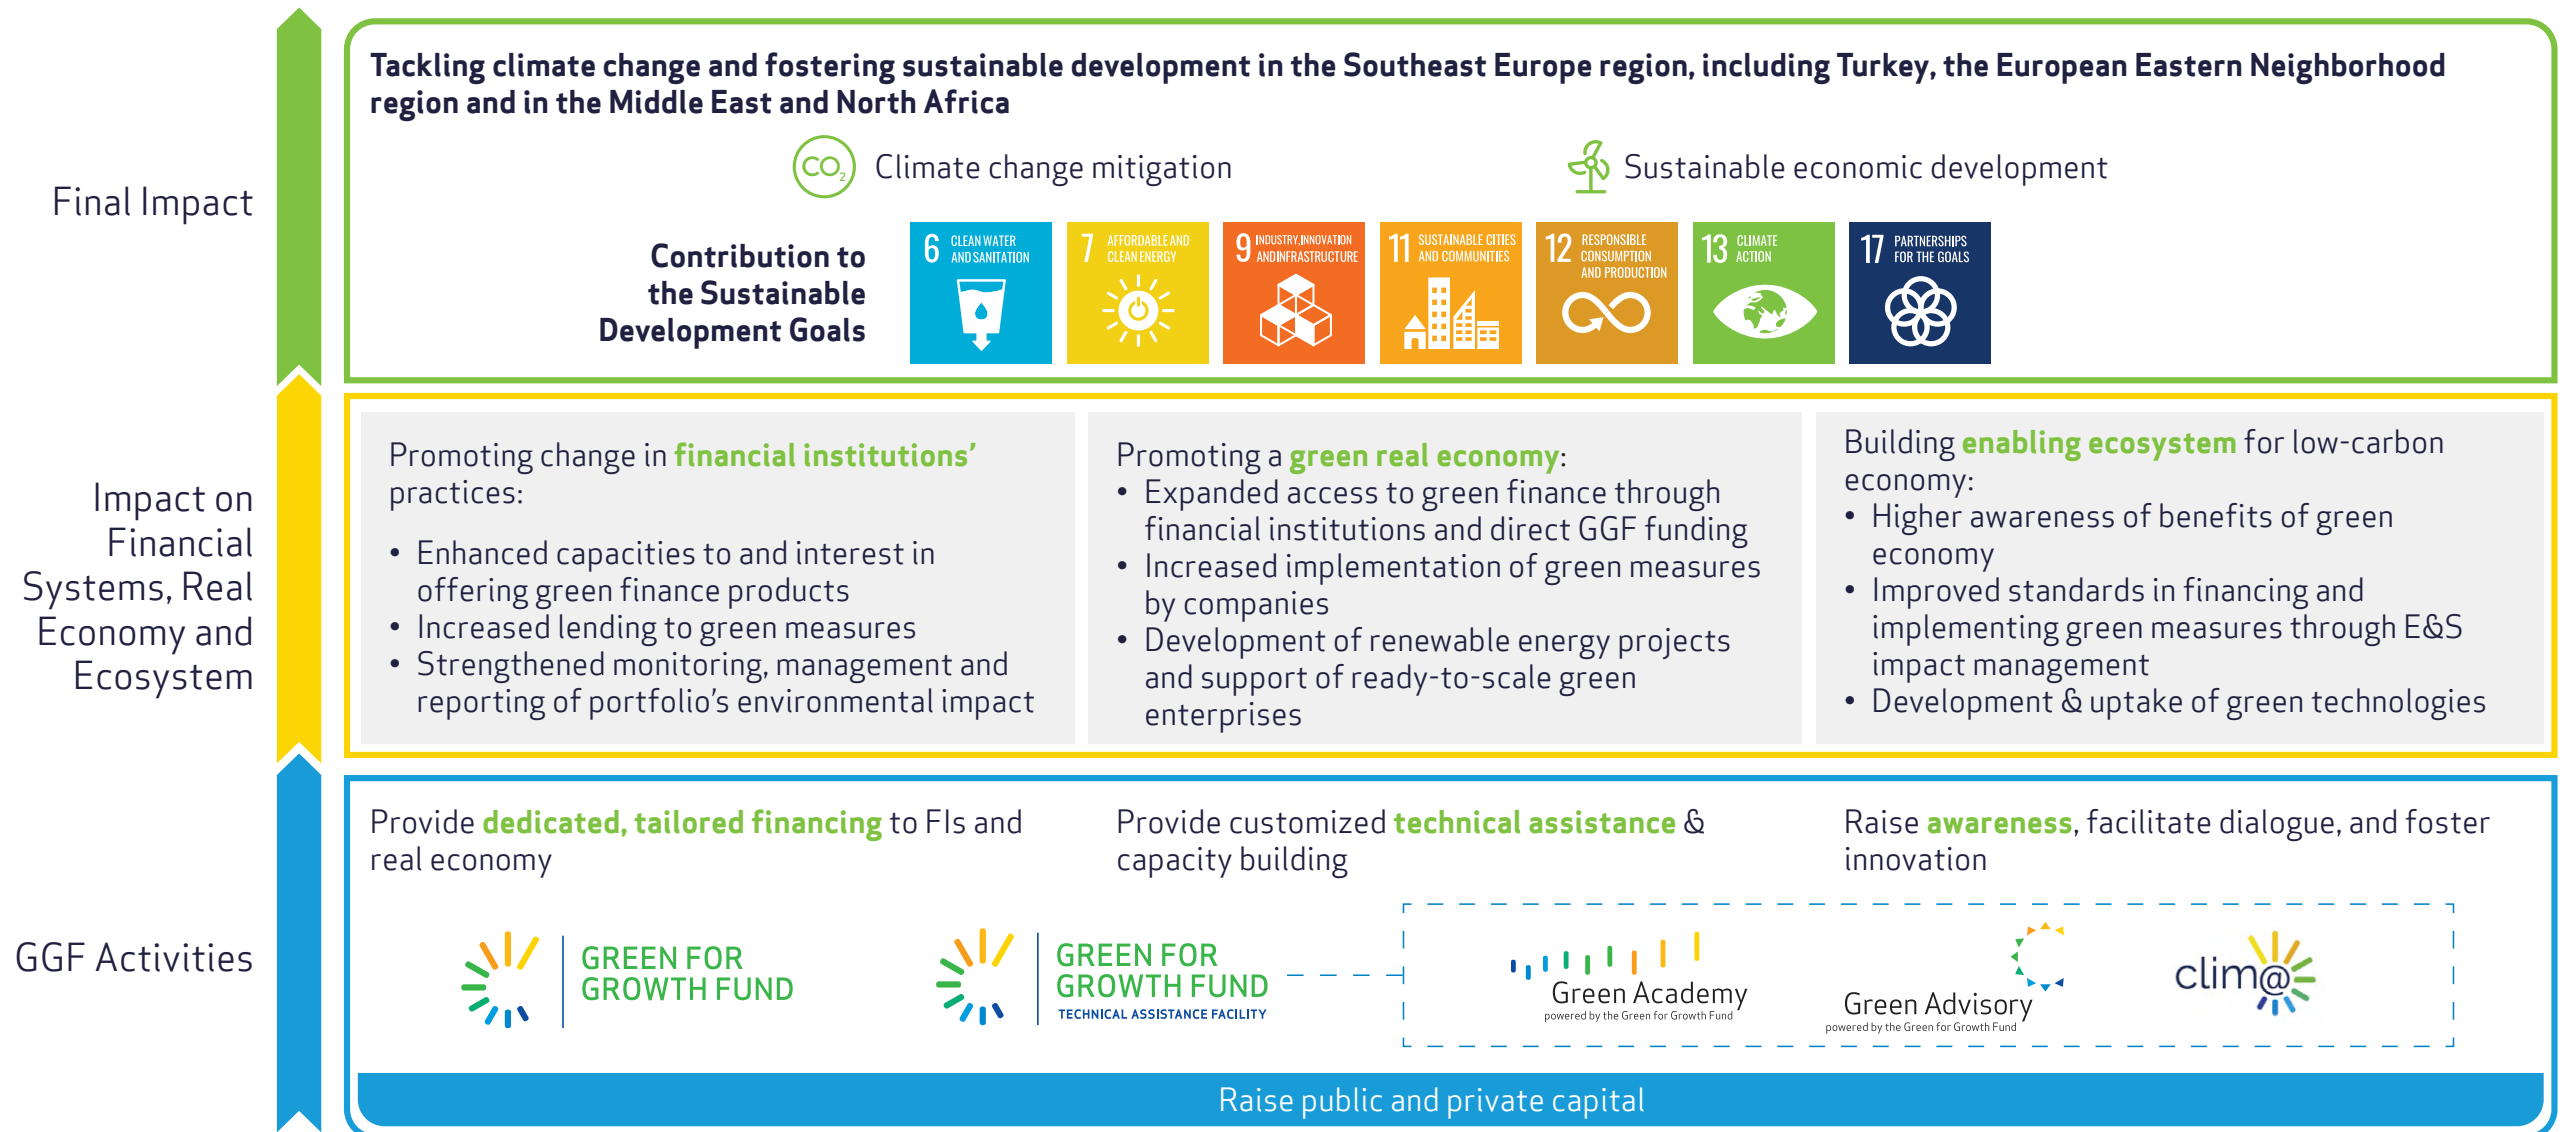 Tackling climate change and fostering sustainable development in the Southeast Europe region, including Turkey, the European Eastern Neighborhood
region and in the Middle East and North Africa
Final Impact
CO2
Climate change mitigation
Sustainable economic development
Contribution to
the Sustainable
Development Goals
6 CLEAN WATER
AND SANITATION
7 AFFORDABLE AND
CLEAN ENERGY
9 INDUSTRY, INNOVATION
AND INFRASTRUCTURE
11 SUSTAINABLE CITIES
AND COMMUNITIES
12 RESPONSIBLE
CONSUMPTION
AND PRODUCTION
13 CLIMATE
ACTION
17 PARTNERSHIPS
FOR THE GOALS
Impact on
Financial
Systems, Real
Economy and
Ecosystem
Promoting change in financial institutions’
practices:
• Enhanced capacities to and interest in
offering green finance products
• Increased lending to green measures
• Strengthened monitoring, management and
reporting of portfolio’s environmental impact
Promoting a green real economy:
• Expanded access to green finance through
financial institutions and direct GGF funding
• Increased implementation of green measures
by companies
• Development of renewable energy projects
and support of ready-to-scale green
enterprises
Building enabling ecosystem for low-carbon
economy:
• Higher awareness of benefits of green
economy
• Improved standards in financing and
implementing green measures through E&S
impact management
• Development & uptake of green technologies
GGF Activities
Provide dedicated, tailored financing to FIs and
real economy
Provide customized technical assistance &
capacity building
Raise awareness, facilitate dialogue, and foster
innovation
GREEN FOR
GROWTH FUND
GREEN FOR
GROWTH FUND
TECHNICAL ASSISTANCE FACILITY
Green Academy
powered by the Green for Growth Fund
Green Advisory
powered by the Green for Growth Fund
clim@
Raise public and private capital